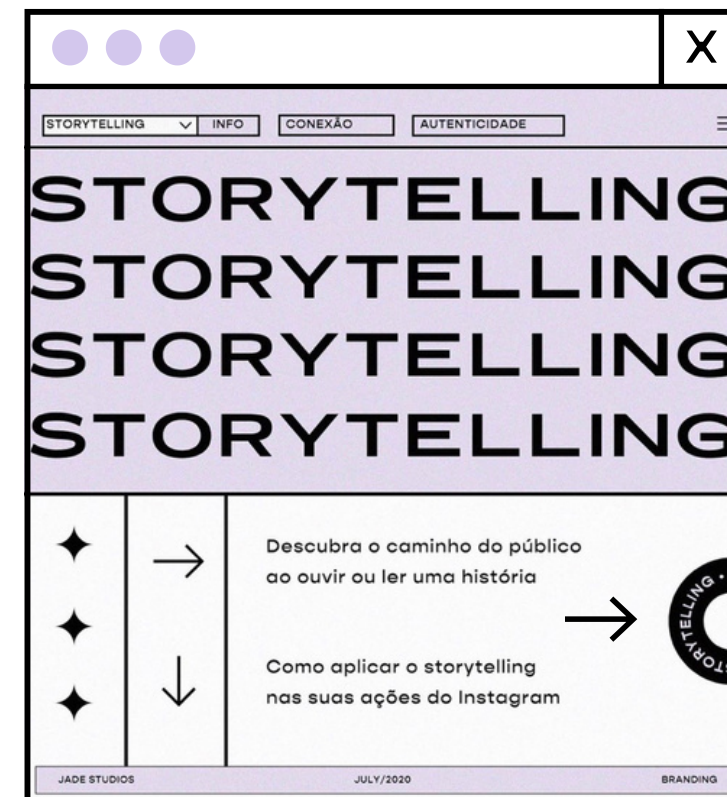 X
STORYTELLING INFO CONEXÃO AUTENTICIDADE
STORYTELLING
STORYTELLING
STORYTELLING
STORYTELLING
Descubra o caminho do público
ao ouvir ou ler uma história
Como aplicar o storytelling
nas suas ações do Instagram
STORYTELLING •
JADE STUDIOS JULY/2020 BRANDING